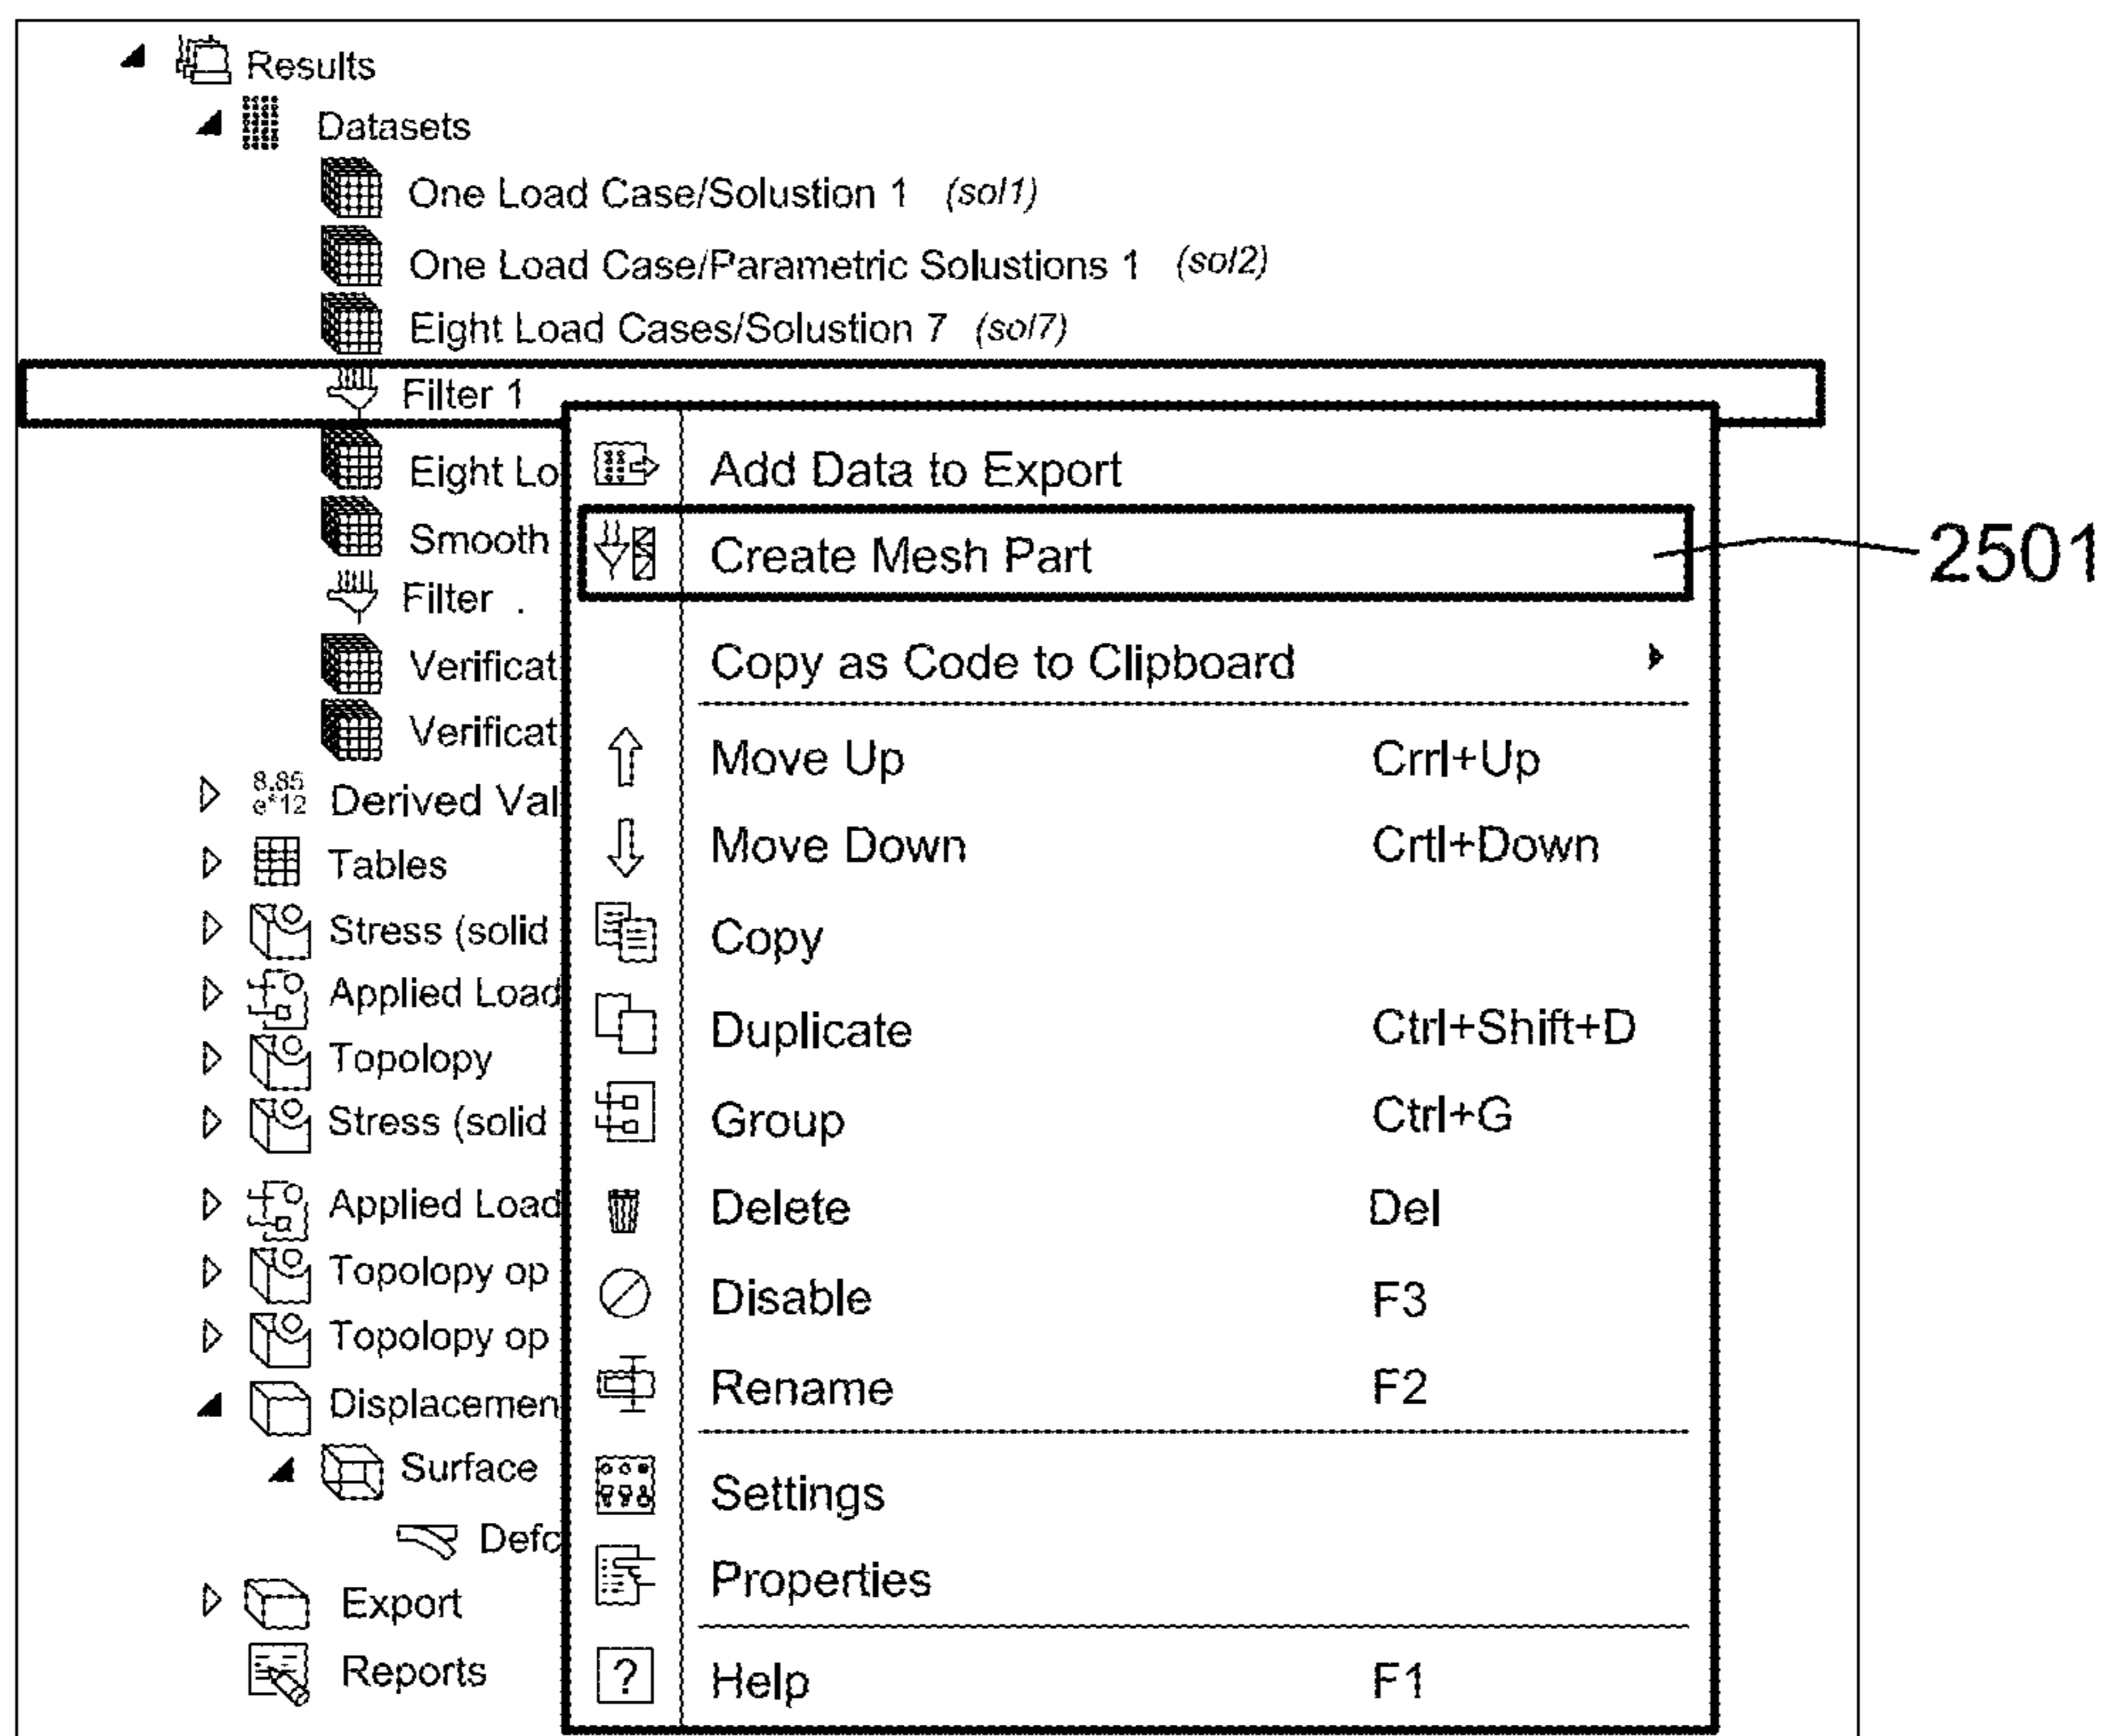 Results
Datasets
One Load Case/Solustion 1 (sol1)
One Load Case/Parametric Solustions 1 (sol2)
Eight Load Cases/Solustion 7 (sol7)
Filter 1
Eight Lo
Smooth
Filter .
Verificat
Verificat
8.85
e*12
Derived Val
Tables
Stress (solid
Applied Load
Topolopy
Stress (solid
Applied Load
Topolopy op
Topolopy op
Displacemen
Surface
Defc
Export
Reports
Add Data to Export
Create Mesh Part
2501
Copy as Code to Clipboard
Move Up Crrl+Up
Move Down Crtl+Down
Copy
Duplicate Ctrl+Shift+D
Group Ctrl+G
Delete Del
Disable F3
Rename F2
Settings
Properties
? Help F1